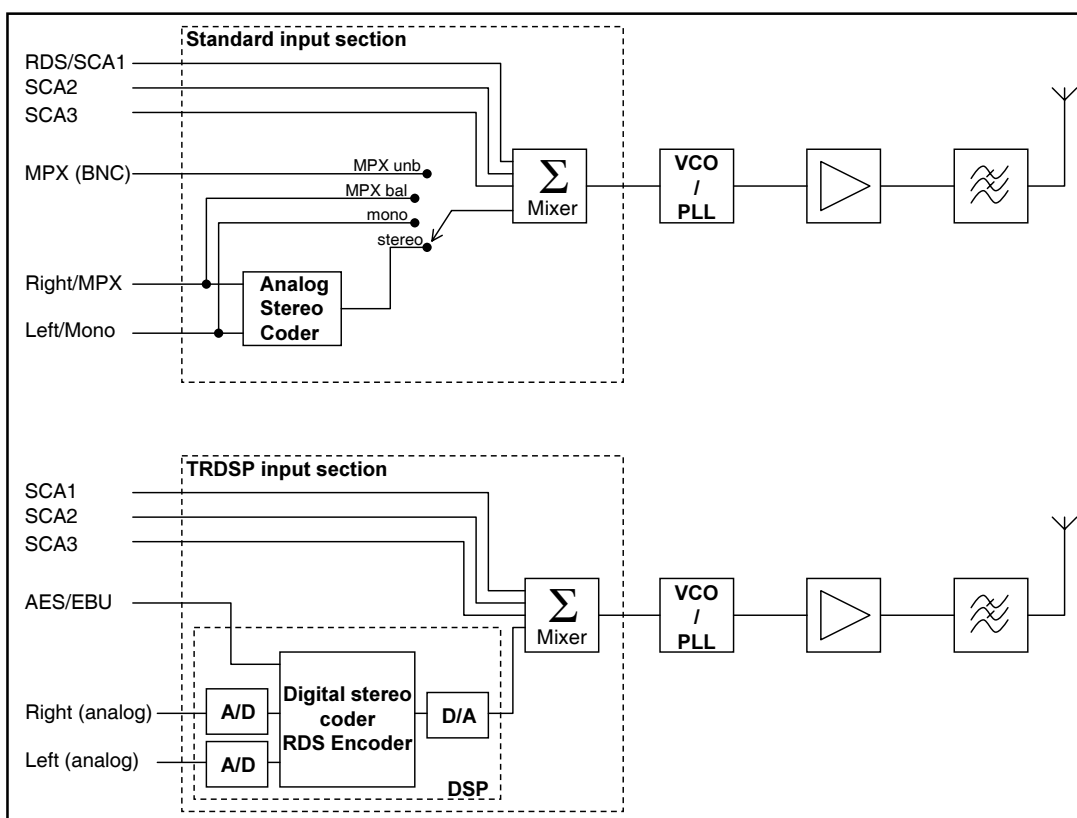 Standard input section
RDS/SCA1
SCA2
SCA3
MPX (BNC)
MPX unb
MPX bal
mono
stereo
Right/MPX
Left/Mono
Analog
Stereo
Coder
Σ
Mixer
VCO
/
PLL
TRDSP input section
SCA1
SCA2
SCA3
AES/EBU
Right (analog)
Left (analog)
A/D
A/D
Digital stereo
coder
RDS Encoder
D/A
DSP
Σ
Mixer
VCO
/
PLL